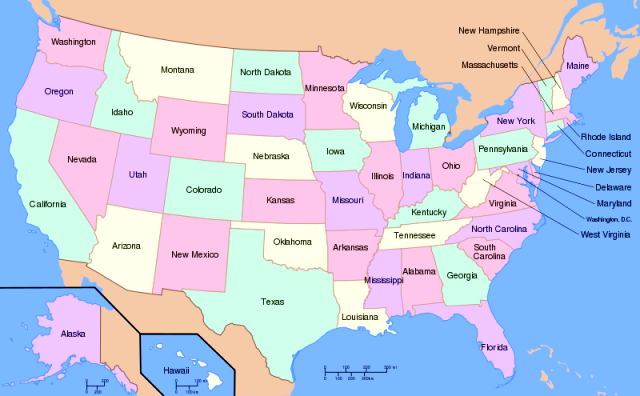 New Hampshire
Vermont
Massachusetts
Washington
Montana
North Dakota
Minnesota
Maine
Oregon
Idaho
Wyoming
South Dakota
Wisconsin
Michigan
New York
Rhode Island
Connecticut
New Jersey
Delaware
Maryland
Washington, D.C.
West Virginia
Nevada
Utah
Colorado
Nebraska
Iowa
Illinois
Indiana
Ohio
Pennsylvania
California
Kansas
Missouri
Kentucky
Virginia
Arizona
New Mexico
Oklahoma
Arkansas
Tennessee
North Carolina
South
Carolina
Texas
Louisiana
Mississippi
Alabama
Georgia
Florida
Alaska
Hawaii